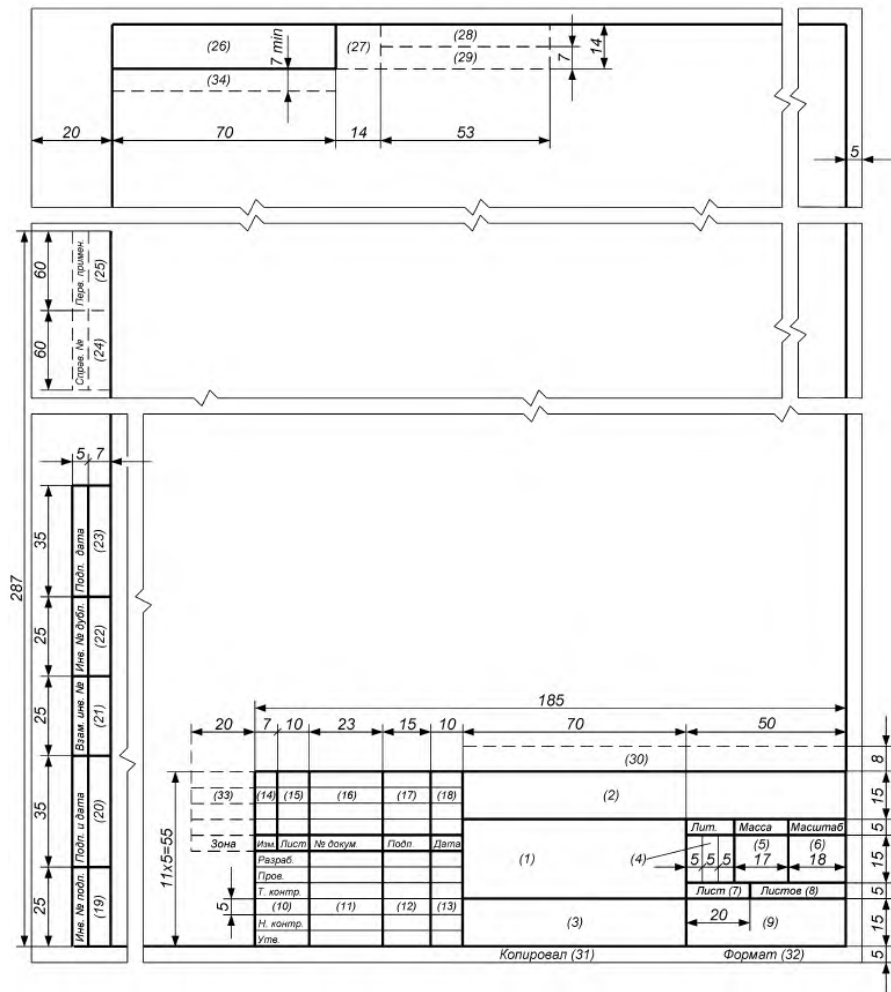 (26)
7 min
(27)
(28)
(29)
7
14
(34)
20
70
14
53
5
287
60
Перв. примен.
(25)
60
Справ. №
(24)
5
7
35
Подп. дата
(23)
25
Инв. № дубл.
(22)
25
Взам. инв. №
(21)
35
Подп. и дата
(20)
25
Инв. № подл.
(19)
185
20 7 10 23 15 10 70 50
(30)
8
(33) (14) (15) (16) (17) (18)
(2)
15
11x5=55
Зона Изм. Лист № докум. Подп Дата
Лит. Масса Масштаб
5
Разраб.
(1)
(4)
(5)
(6)
15
Пров.
5 5 5 17 18
Т. контр.
Лист (7) Листов (8)
5
5
(10) (11) (12) (13)
20
Н. контр.
(3)
(9)
15
Утв.
Копировал (31)
Формат (32)
5